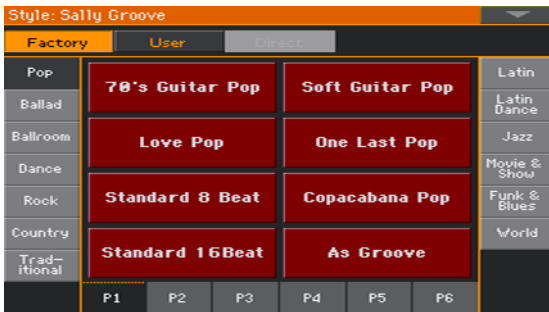 Style: Sally Groove
Factory
User
Direct
Pop
Ballad
Ballroom
Dance
Rock
Country
Trad-
itional
70's Guitar Pop
Soft Guitar Pop
Love Pop
One Last Pop
Standard 8 Beat
Copacabana Pop
Standard 16Beat
As Groove
Latin
Latin
Dance
Jazz
Movie &
Show
Funk &
Blues
World
P1
P2
P3
P4
P5
P6